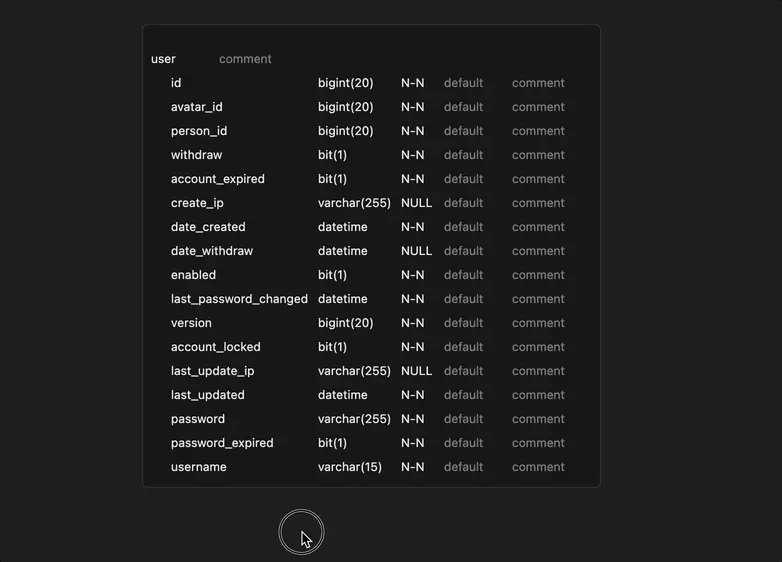 user comment
id bigint(20) N-N default comment
avatar_id bigint(20) N-N default comment
person_id bigint(20) N-N default comment
withdraw bit(1) N-N default comment
account_expired bit(1) N-N default comment
create_ip varchar(255) NULL default comment
date_created datetime N-N default comment
date_withdraw datetime NULL default comment
enabled bit(1) N-N default comment
last_password_changed datetime N-N default comment
version bigint(20) N-N default comment
account_locked bit(1) N-N default comment
last_update_ip varchar(255) NULL default comment
last_updated datetime N-N default comment
password varchar(255) N-N default comment
password_expired bit(1) N-N default comment
username varchar(15) N-N default comment